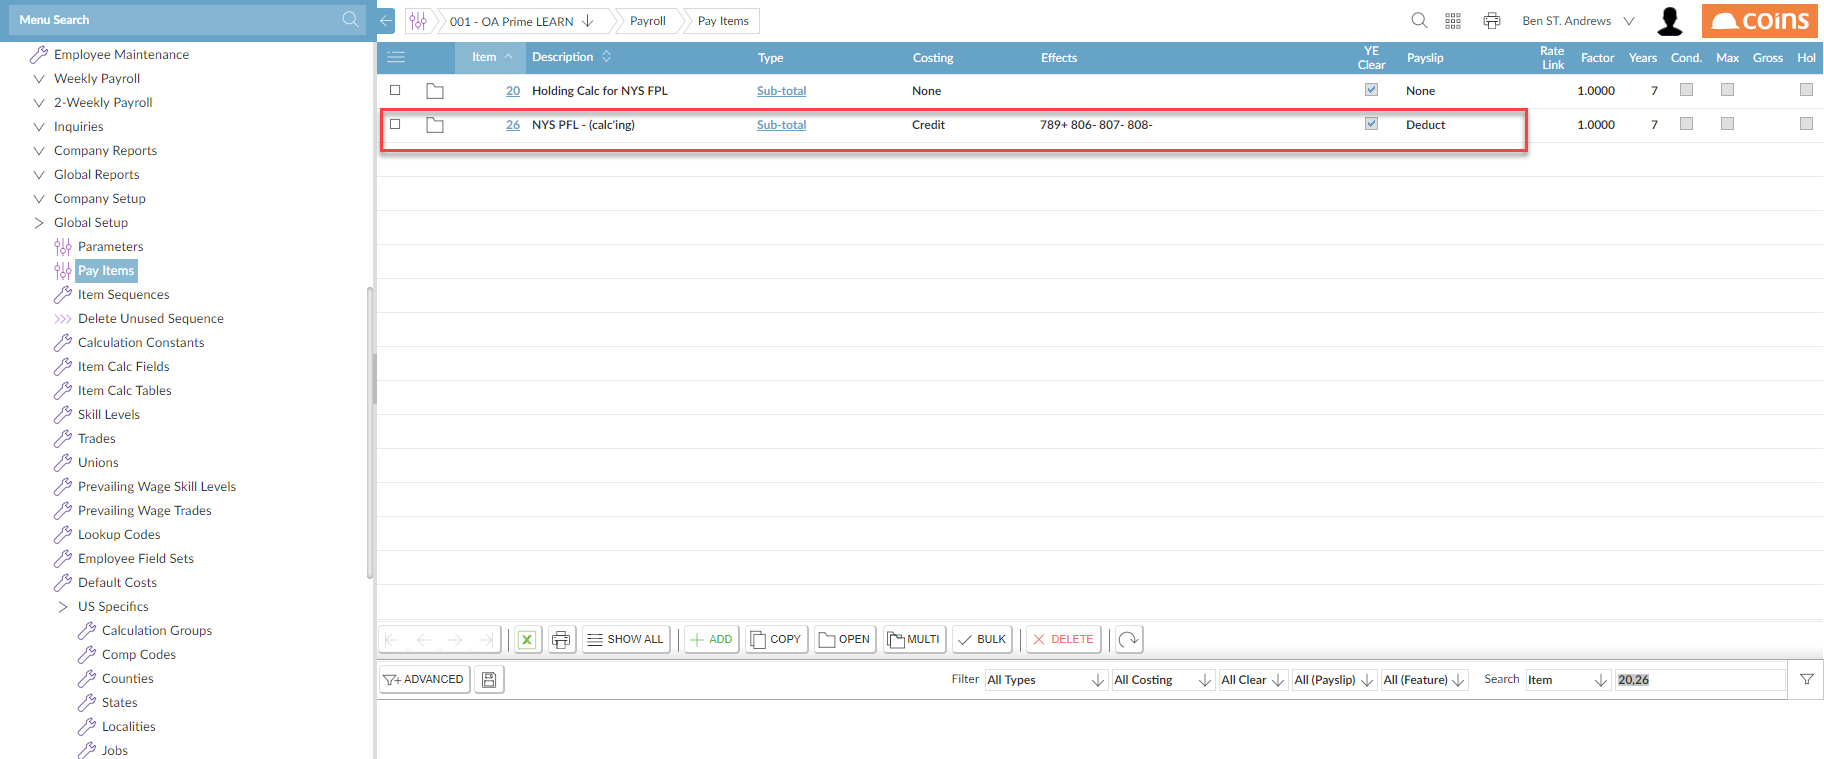 Menu Search
Employee Maintenance
Weekly Payroll
2-Weekly Payroll
Inquiries
Company Reports
Global Reports
Company Setup
Global Setup
Parameters
Pay Items
Item Sequences
Delete Unused Sequence
Calculation Constants
Item Calc Fields
Item Calc Tables
Skill Levels
Trades
Unions
Prevailing Wage Skill Levels
Prevailing Wage Trades
Lookup Codes
Employee Field Sets
Default Costs
US Specifics
Calculation Groups
Comp Codes
Counties
States
Localities
Jobs
001 - OA Prime LEARN Payroll Pay Items Ben ST. Andrews coins
Item Description Type Costing Effects YE Clear Payslip Rate Link Factor Years Cond. Max Gross Hol
20 Holding Calc for NYS FPL Sub-total None None 1.0000 7
26 NYS PFL - (calc'ing) Sub-total Credit 789+ 806- 807- 808- Deduct 1.0000 7
SHOW ALL ADD COPY OPEN MULTI BULK DELETE
ADVANCED Filter All Types All Costing All Clear All (Payslip) All (Feature) Search Item 20,26